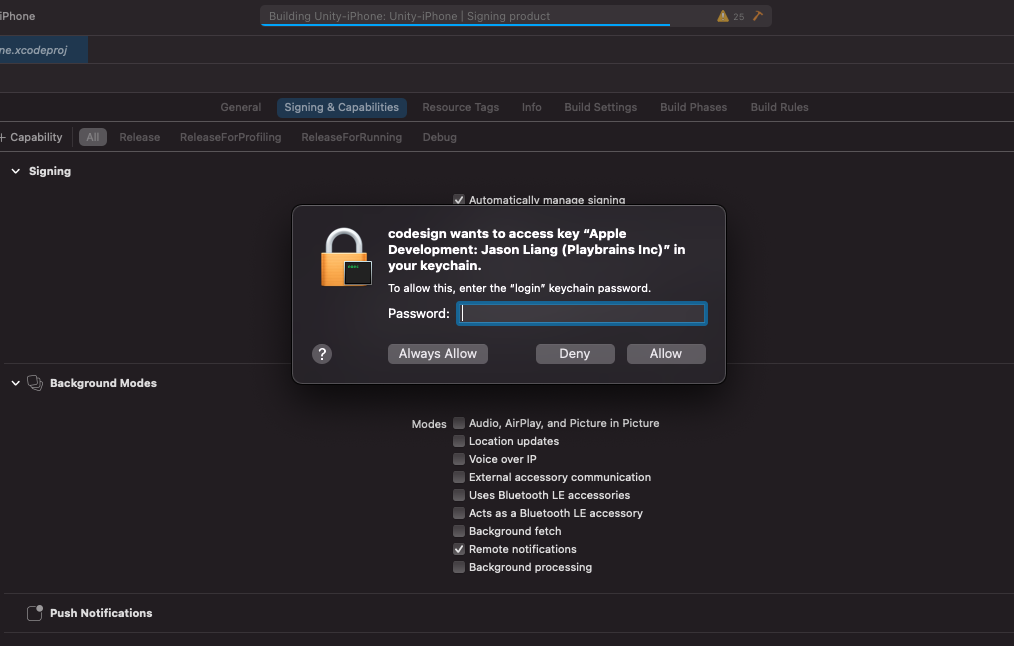 iPhone
Building Unity-iPhone: Unity-iPhone | Signing product
25
ne.xcodeproj
General Signing & Capabilities Resource Tags Info Build Settings Build Phases Build Rules
+ Capability All Release ReleaseForProfiling ReleaseForRunning Debug
Signing
Automatically manage signing
codesign wants to access key “Apple
Development: Jason Liang (Playbrains Inc)” in
your keychain.
To allow this, enter the “login” keychain password.
Password:
? Always Allow Deny Allow
Background Modes
Modes Audio, AirPlay, and Picture in Picture
Location updates
Voice over IP
External accessory communication
Uses Bluetooth LE accessories
Acts as a Bluetooth LE accessory
Background fetch
Remote notifications
Background processing
Push Notifications